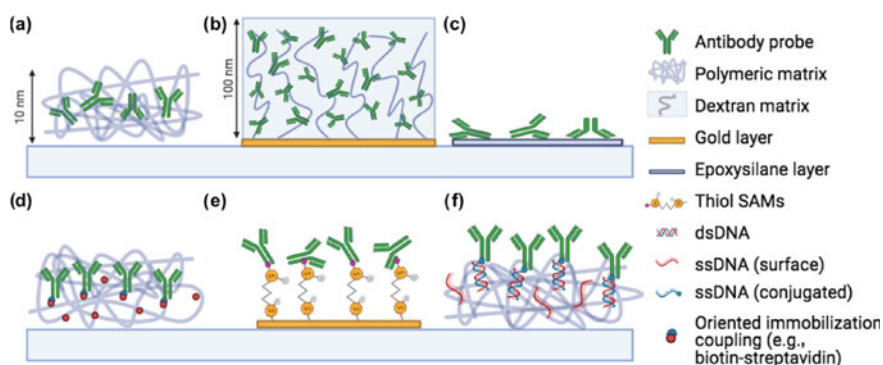 (a)
(b)
(c)
10 nm
100 nm
(d)
(e)
(f)
Antibody probe
Polymeric matrix
Dextran matrix
Gold layer
Epoxysilane layer
Thiol SAMs
dsDNA
ssDNA (surface)
ssDNA (conjugated)
Oriented immobilization
coupling (e.g.,
biotin-streptavidin)